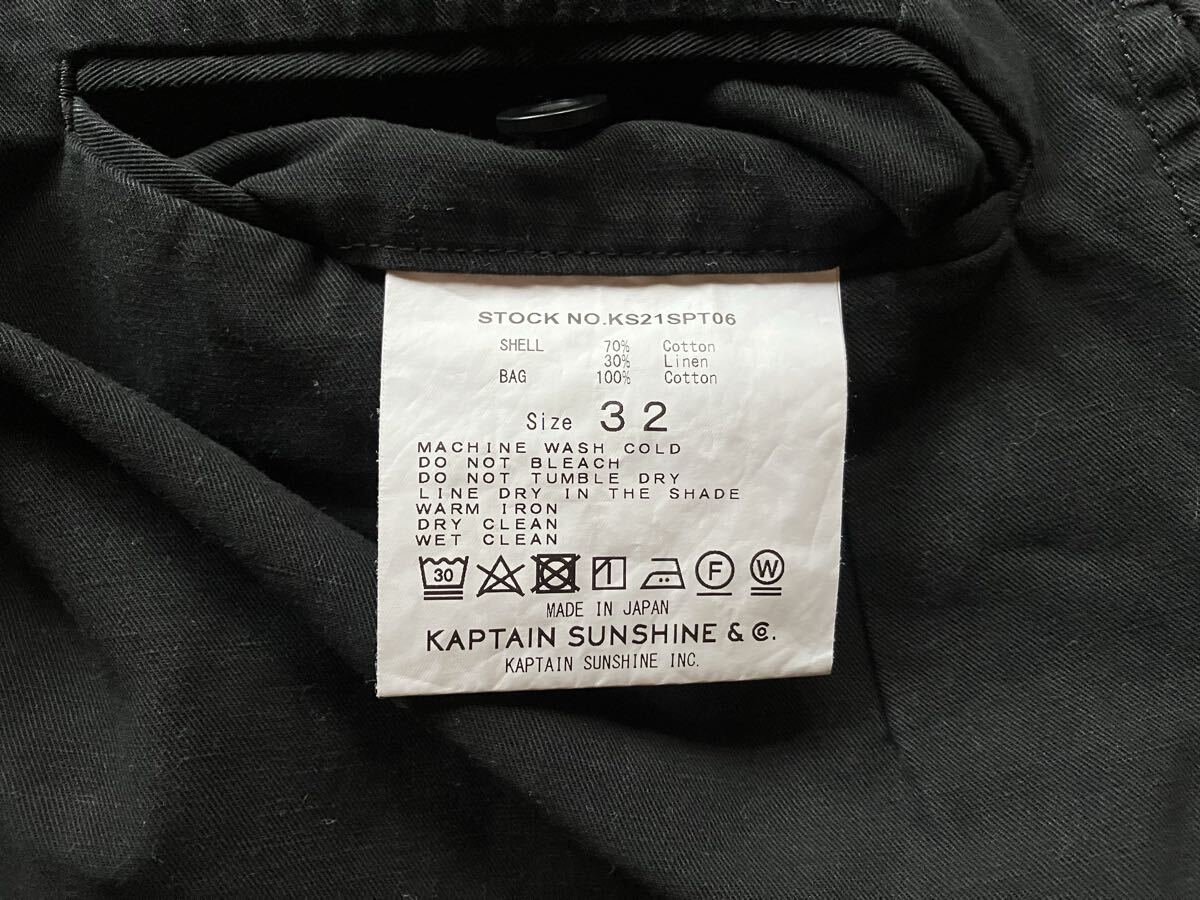 STOCK NO.KS21SPT06
SHELL 70% Cotton
30% Linen
BAG 100% Cotton
Size 32
MACHINE WASH COLD
DO NOT BLEACH
DO NOT TUMBLE DRY
LINE DRY IN THE SHADE
WARM IRON
DRY CLEAN
WET CLEAN
30 F W
MADE IN JAPAN
KAPTAIN SUNSHINE & Co.
KAPTAIN SUNSHINE INC.